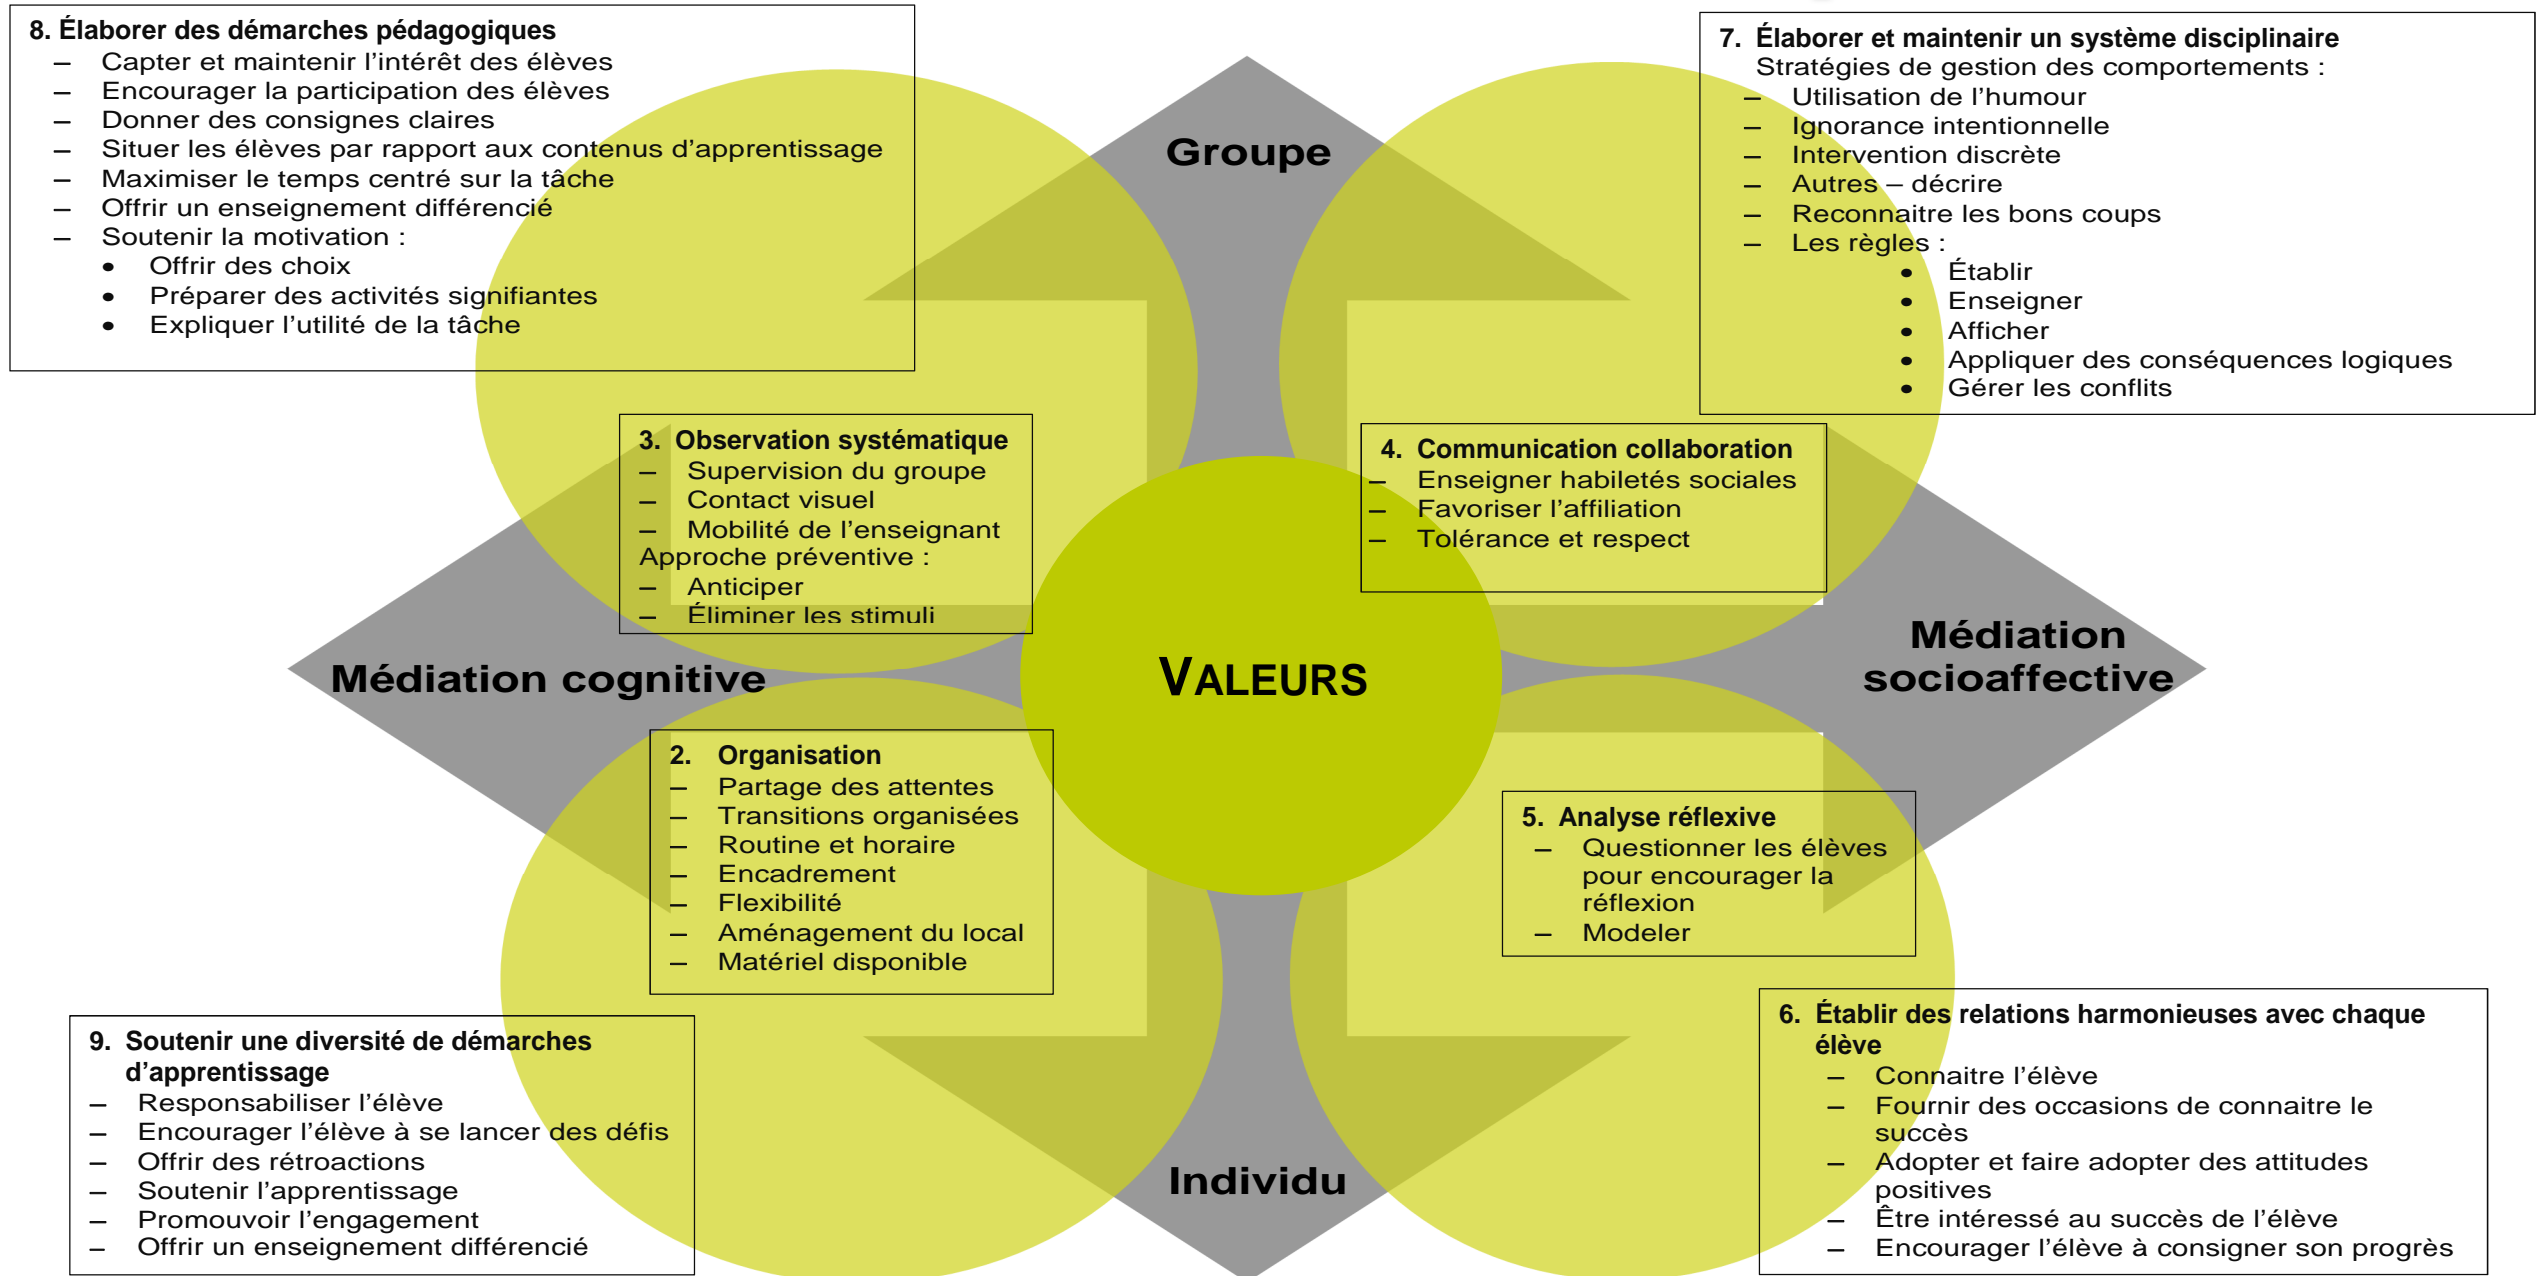 8. Élaborer des démarches pédagogiques
– Capter et maintenir l'intérêt des élèves
– Encourager la participation des élèves
– Donner des consignes claires
– Situer les élèves par rapport aux contenus d'apprentissage
– Maximiser le temps centré sur la tâche
– Offrir un enseignement différencié
– Soutenir la motivation :
• Offrir des choix
• Préparer des activités signifiantes
• Expliquer l'utilité de la tâche
Groupe
7. Élaborer et maintenir un système disciplinaire
Stratégies de gestion des comportements :
– Utilisation de l'humour
– Ignorance intentionnelle
– Intervention discrète
– Autres – décrire
– Reconnaitre les bons coups
– Les règles :
• Établir
• Enseigner
• Afficher
• Appliquer des conséquences logiques
• Gérer les conflits
3. Observation systématique
– Supervision du groupe
– Contact visuel
– Mobilité de l'enseignant
Approche préventive :
– Anticiper
– Éliminer les stimuli
4. Communication collaboration
– Enseigner habiletés sociales
– Favoriser l'affiliation
– Tolérance et respect
Médiation cognitive
VALEURS
Médiation
socioaffective
2. Organisation
– Partage des attentes
– Transitions organisées
– Routine et horaire
– Encadrement
– Flexibilité
– Aménagement du local
– Matériel disponible
5. Analyse réflexive
– Questionner les élèves
pour encourager la
réflexion
– Modeler
9. Soutenir une diversité de démarches
d'apprentissage
– Responsabiliser l'élève
– Encourager l'élève à se lancer des défis
– Offrir des rétroactions
– Soutenir l'apprentissage
– Promouvoir l'engagement
– Offrir un enseignement différencié
Individu
6. Établir des relations harmonieuses avec chaque
élève
– Connaitre l'élève
– Fournir des occasions de connaitre le
succès
– Adopter et faire adopter des attitudes
positives
– Être intéressé au succès de l'élève
– Encourager l'élève à consigner son progrès